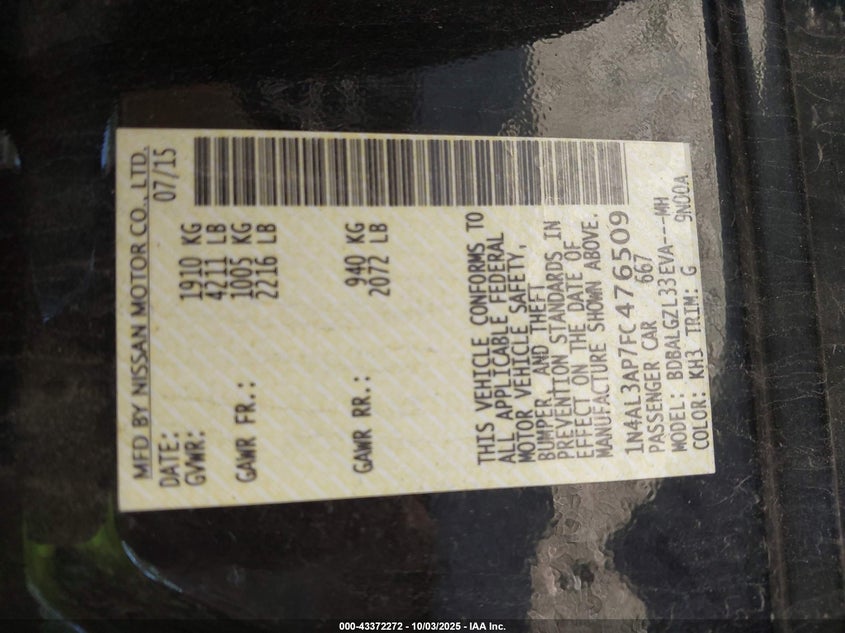 MFD BY NISSAN MOTOR CO., LTD.
DATE: 07/15
GVWR: 1910 KG
4211 LB
GAWR FR.: 1005 KG
2216 LB
GAWR RR.: 940 KG
2072 LB
THIS VEHICLE CONFORMS TO
ALL APPLICABLE FEDERAL
MOTOR VEHICLE SAFETY,
BUMPER, AND THEFT
PREVENTION STANDARDS IN
EFFECT ON THE DATE OF
MANUFACTURE SHOWN ABOVE.
1N4AL3AP7FC476509
PASSENGER CAR 667
MODEL: BDBALGZL33EVA---MH
COLOR: KH3 TRIM: G 9N00A
000-43372272 - 10/03/2025 - IAA Inc.